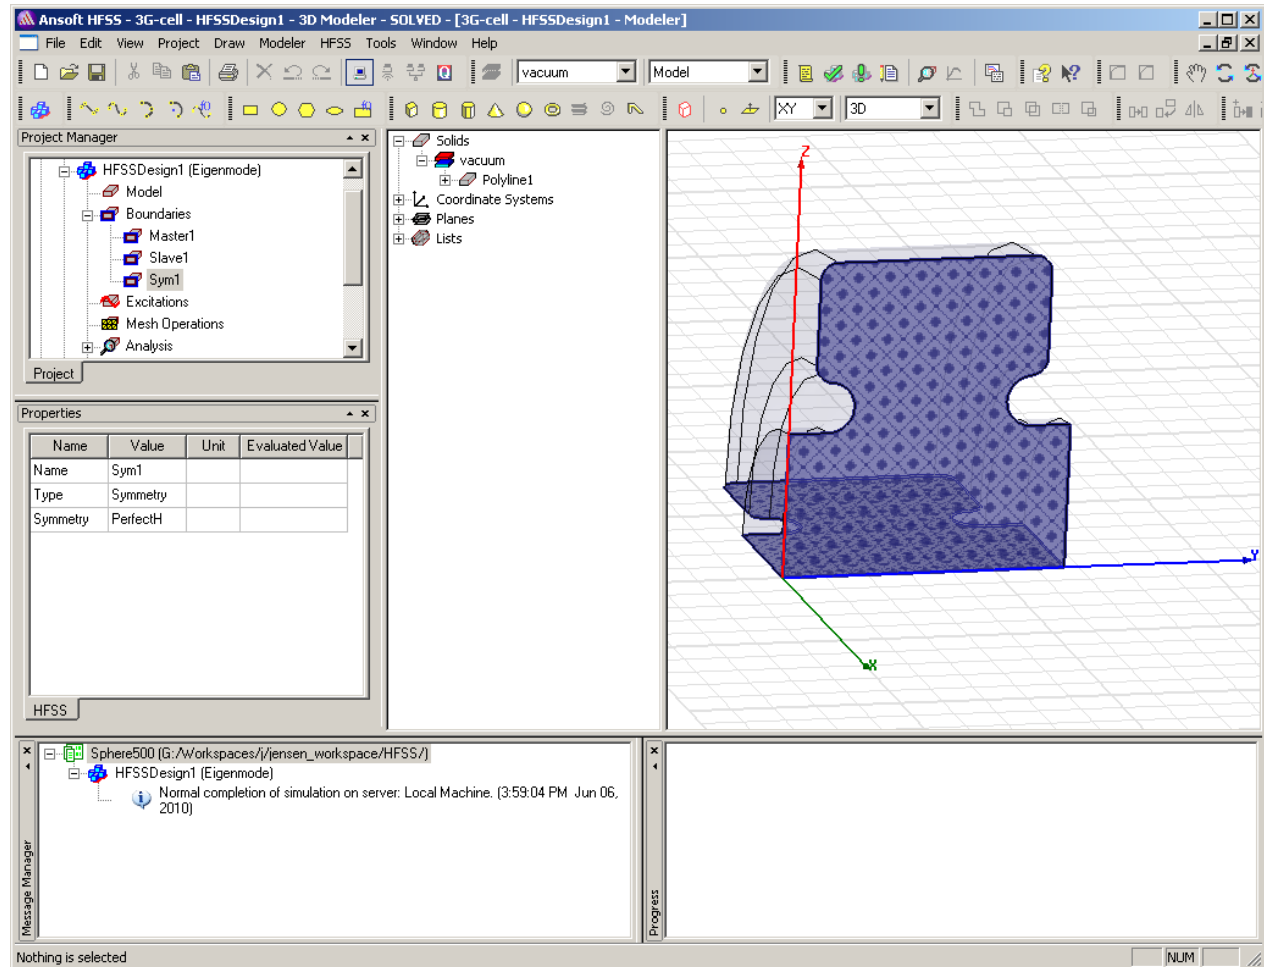 Ansoft HFSS - 3G-cell - HFSSDesign1 - 3D Modeler - SOLVED - [3G-cell - HFSSDesign1 - Modeler]
File Edit View Project Draw Modeler HFSS Tools Window Help
vacuum Model
XY 3D
Project Manager
HFSSDesign1 (Eigenmode)
Model
Boundaries
Master1
Slave1
Sym1
Excitations
Mesh Operations
Analysis
Project
Properties
Name Value Unit Evaluated Value
Name Sym1
Type Symmetry
Symmetry PerfectH
HFSS
Solids
vacuum
Polyline1
Coordinate Systems
Planes
Lists
Z
Y
X
Sphere500 (G:/Workspaces/j/jensen_workspace/HFSS/)
HFSSDesign1 (Eigenmode)
Normal completion of simulation on server: Local Machine. (3:59:04 PM Jun 06,
2010)
Message Manager
Progress
Nothing is selected
NUM